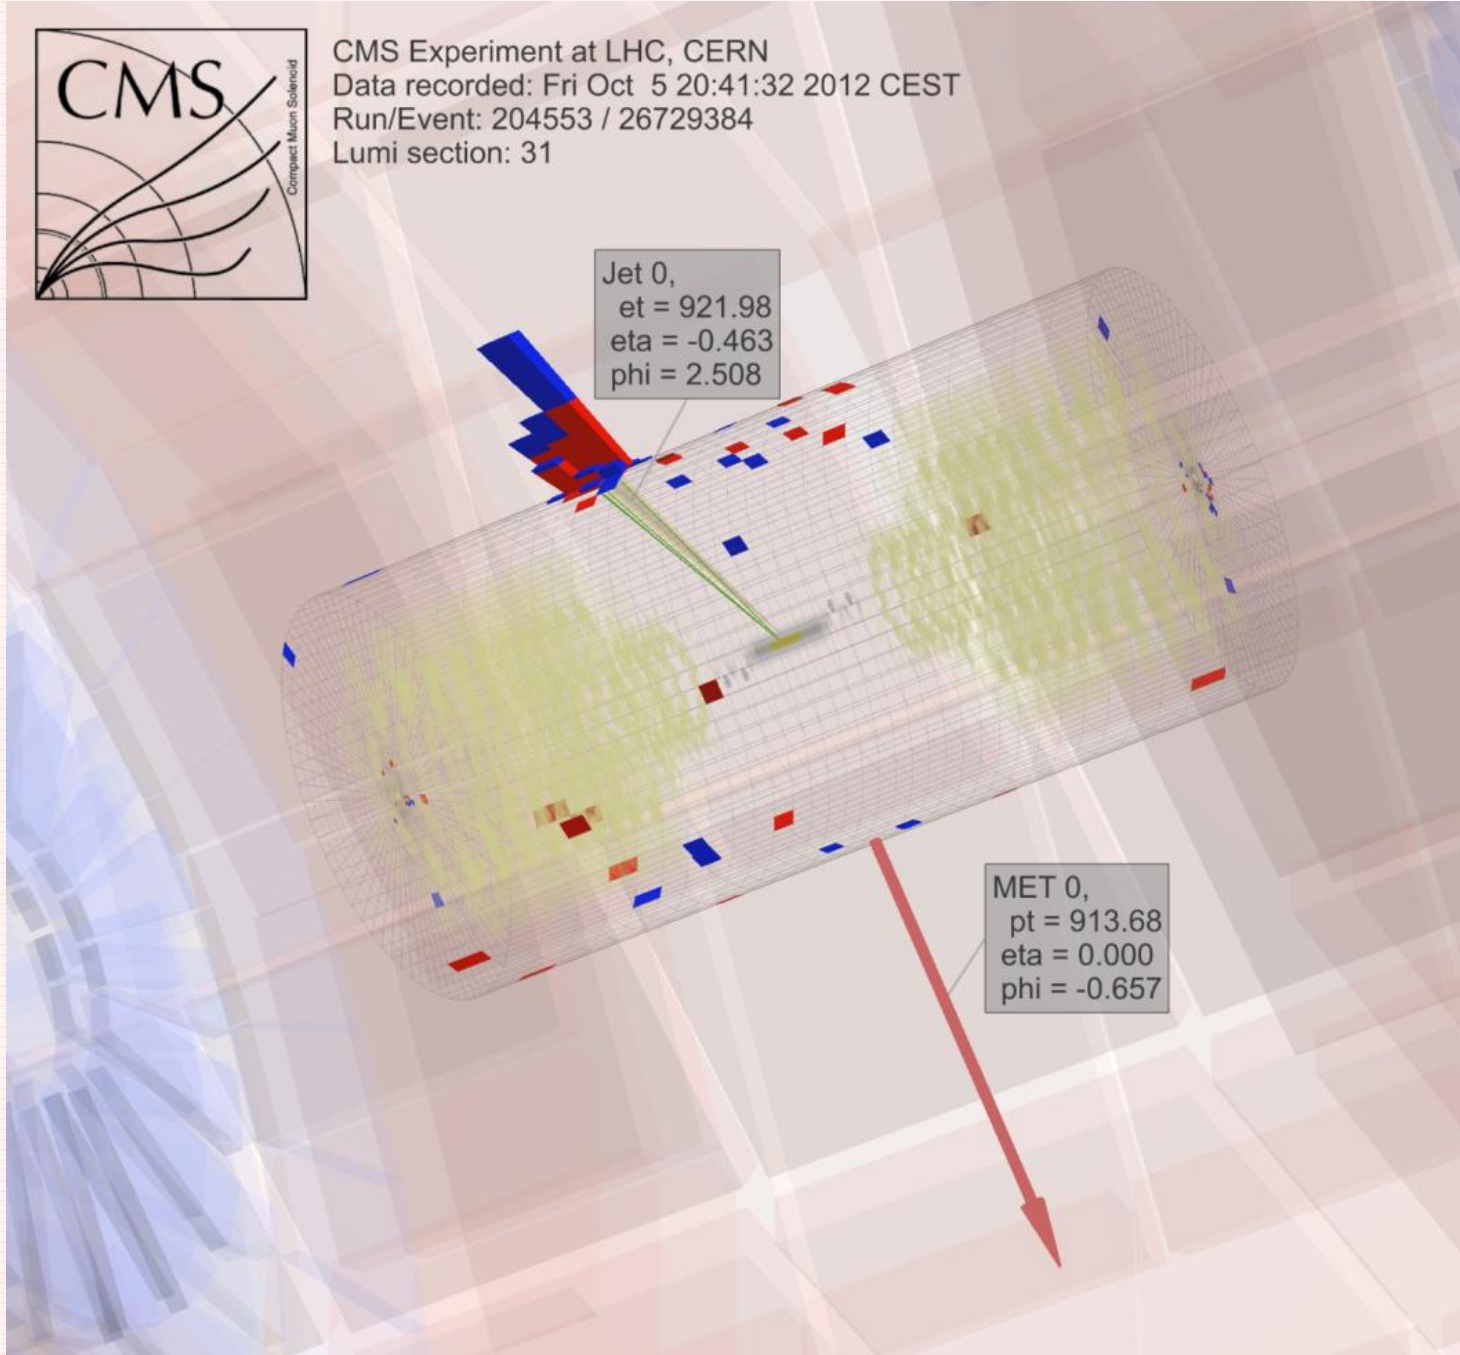 CMS
Compact Muon Solenoid
CMS Experiment at LHC, CERN
Data recorded: Fri Oct  5 20:41:32 2012 CEST
Run/Event: 204553 / 26729384
Lumi section: 31
Jet 0,
et = 921.98
eta = -0.463
phi = 2.508
MET 0,
pt = 913.68
eta = 0.000
phi = -0.657